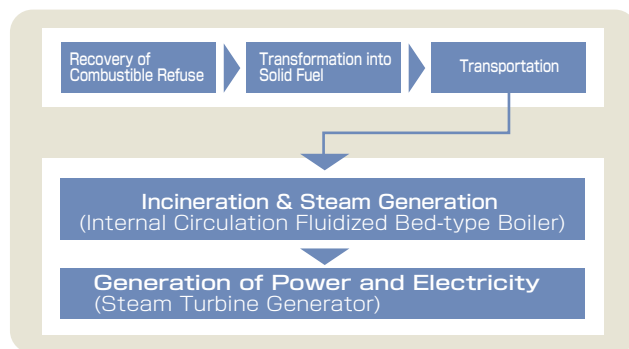 Recovery of
Combustible Refuse
Transformation into
Solid Fuel
Transportation
Incineration & Steam Generation
(Internal Circulation Fluidized Bed-type Boiler)
Generation of Power and Electricity
(Steam Turbine Generator)